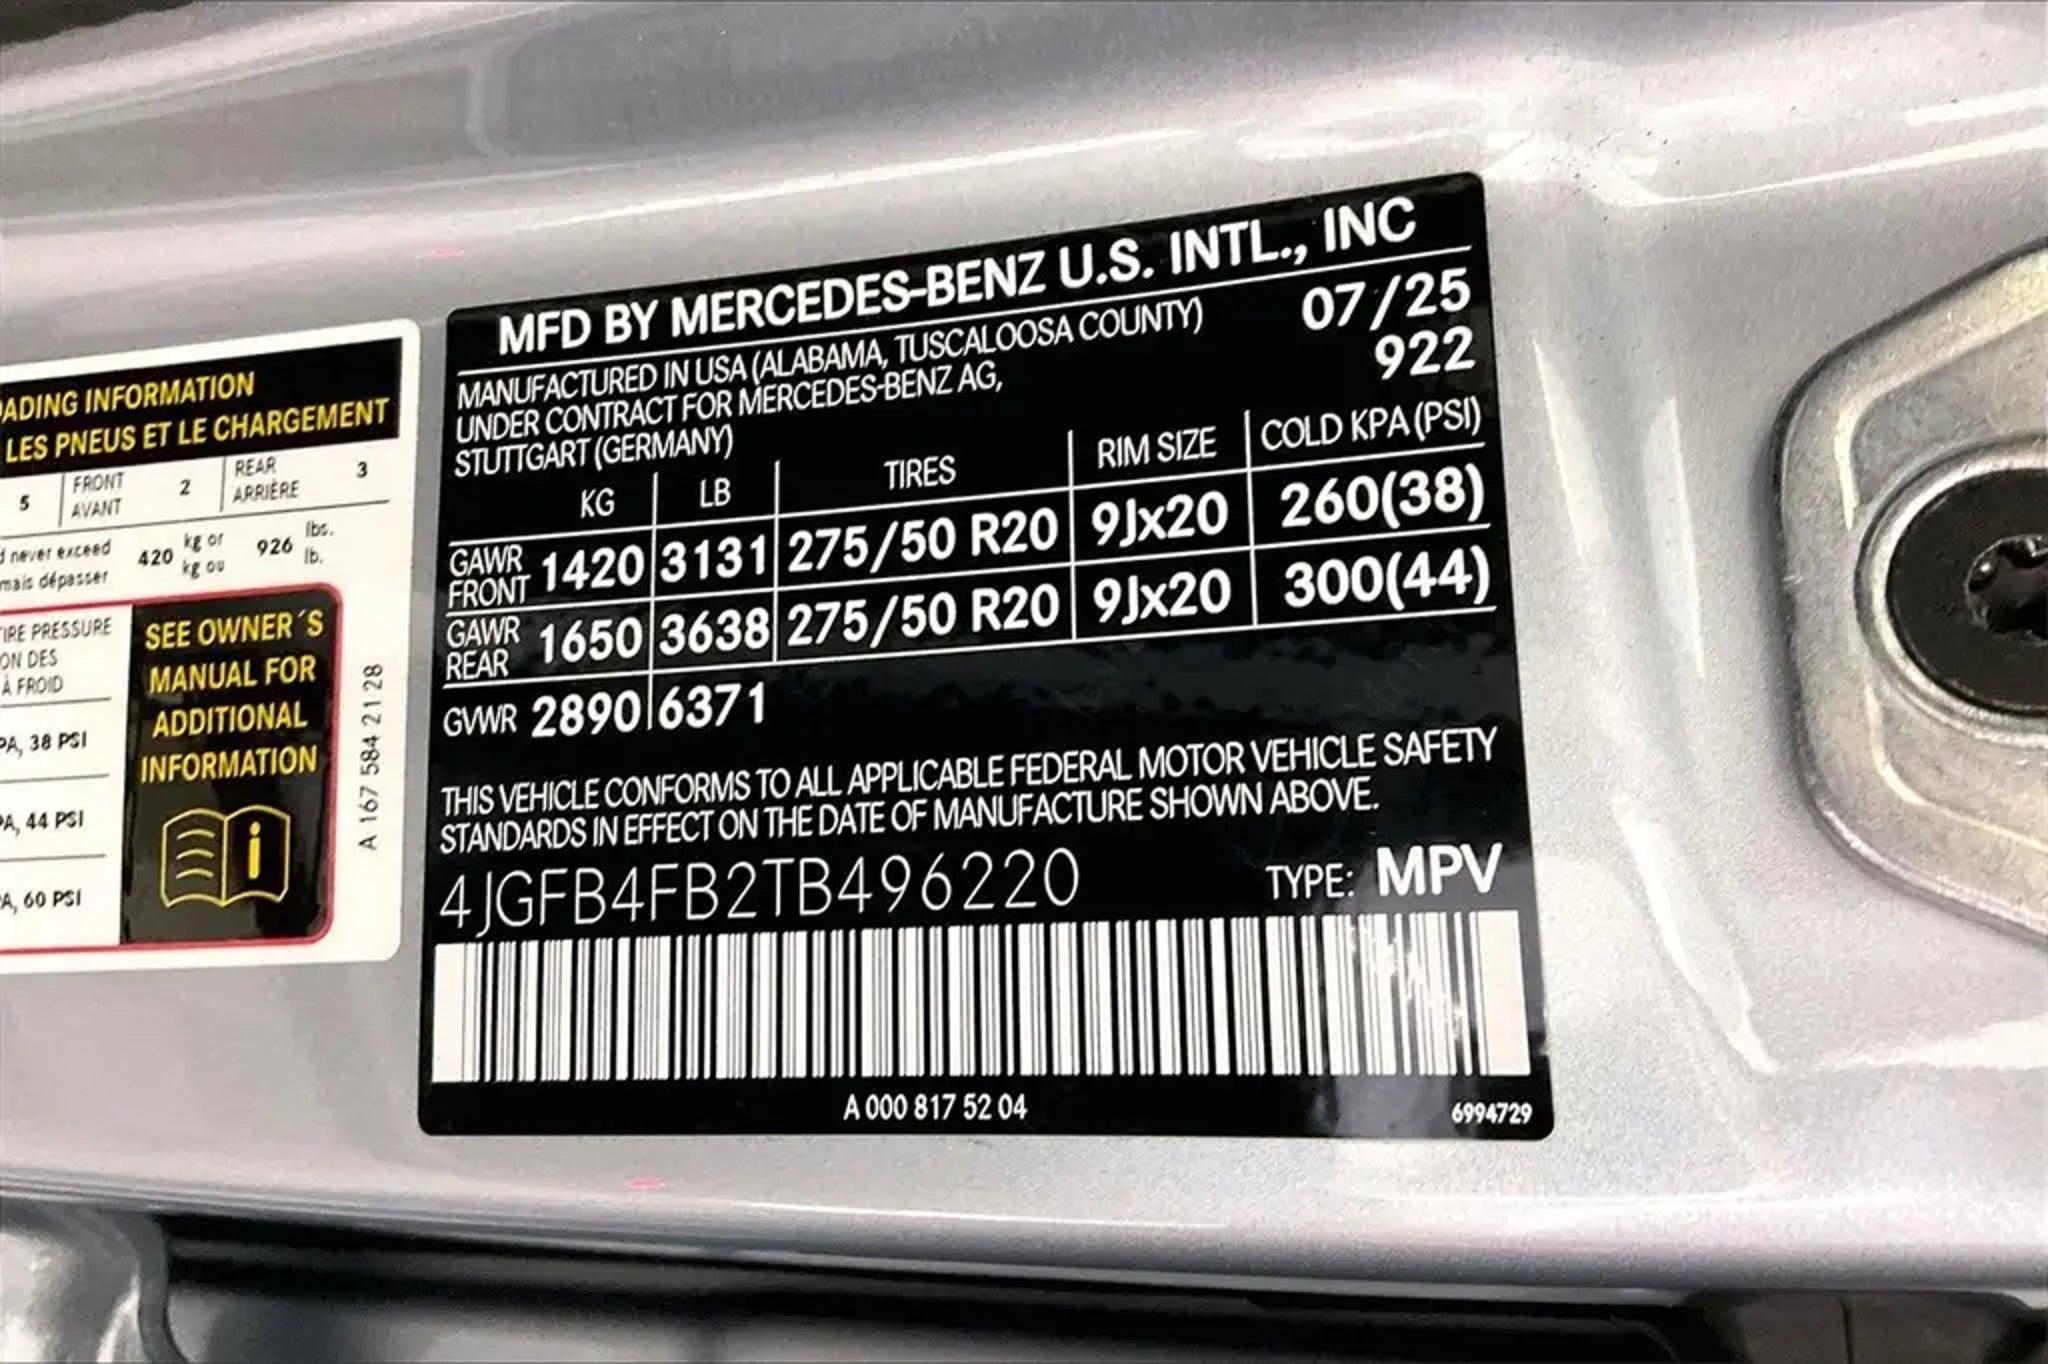 ADING INFORMATION
LES PNEUS ET LE CHARGEMENT
5 FRONT AVANT 2 REAR ARRIÈRE 3
never exceed 420 kg or 926 lbs.
dépasser kg ou lb.
PRESSURE
DES
À FROID
38 PSI
44 PSI
60 PSI
SEE OWNER´S
MANUAL FOR
ADDITIONAL
INFORMATION
i
A 167 584 21 28
MFD BY MERCEDES-BENZ U.S. INTL., INC
MANUFACTURED IN USA (ALABAMA, TUSCALOOSA COUNTY) 07/25
UNDER CONTRACT FOR MERCEDES-BENZ AG, 922
STUTTGART (GERMANY)
KG LB TIRES RIM SIZE COLD KPA (PSI)
GAWR FRONT 1420 3131 275/50 R20 9Jx20 260(38)
GAWR REAR 1650 3638 275/50 R20 9Jx20 300(44)
GVWR 2890 6371
THIS VEHICLE CONFORMS TO ALL APPLICABLE FEDERAL MOTOR VEHICLE SAFETY
STANDARDS IN EFFECT ON THE DATE OF MANUFACTURE SHOWN ABOVE.
4JGFB4FB2TB496220 TYPE: MPV
A 000 817 52 04
6994729